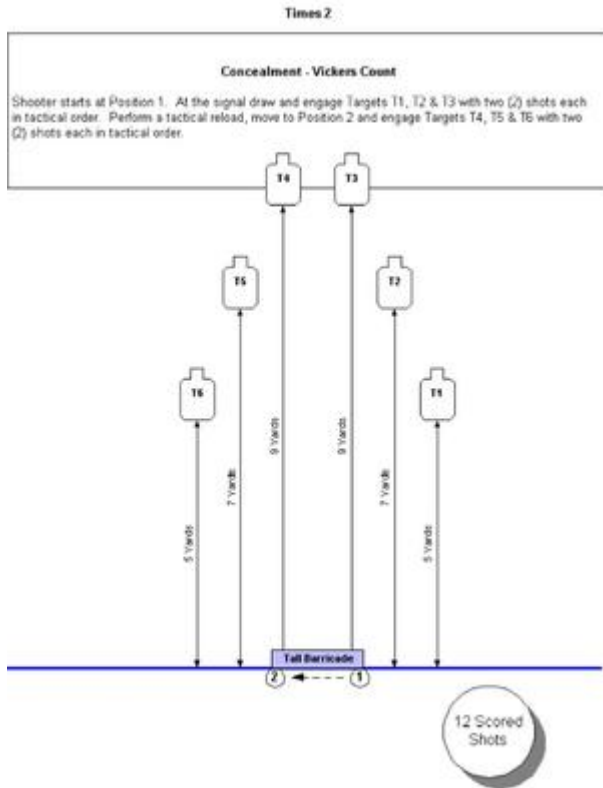 Times 2
Concealment - Vickers Count
Shooter starts at Position 1. At the signal draw and engage Targets T1, T2 & T3 with two (2) shots each
in tactical order. Perform a tactical reload, move to Position 2 and engage Targets T4, T5 & T6 with two
(2) shots each in tactical order.
T4 T3
T5 T2
T6 T1
5 Yards 7 Yards 9 Yards 9 Yards 7 Yards 5 Yards
Tall Barricade
2 1
12 Scored
Shots